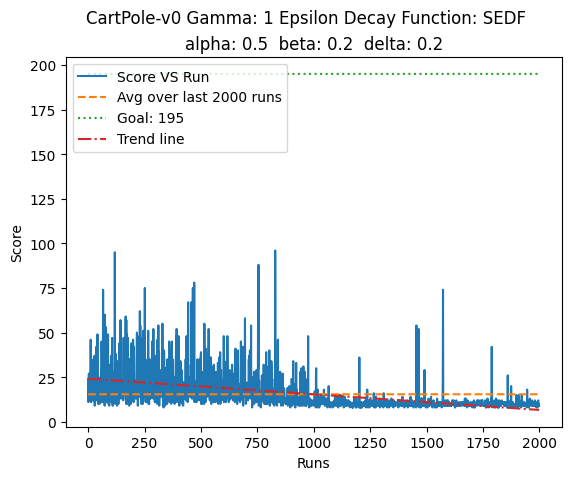 CartPole-v0 Gamma: 1 Epsilon Decay Function: SEDF
alpha: 0.5 beta: 0.2 delta: 0.2
Score VS Run
Avg over last 2000 runs
Goal: 195
Trend line
200
175
150
125
100
75
50
25
0
Score
0 250 500 750 1000 1250 1500 1750 2000
Runs